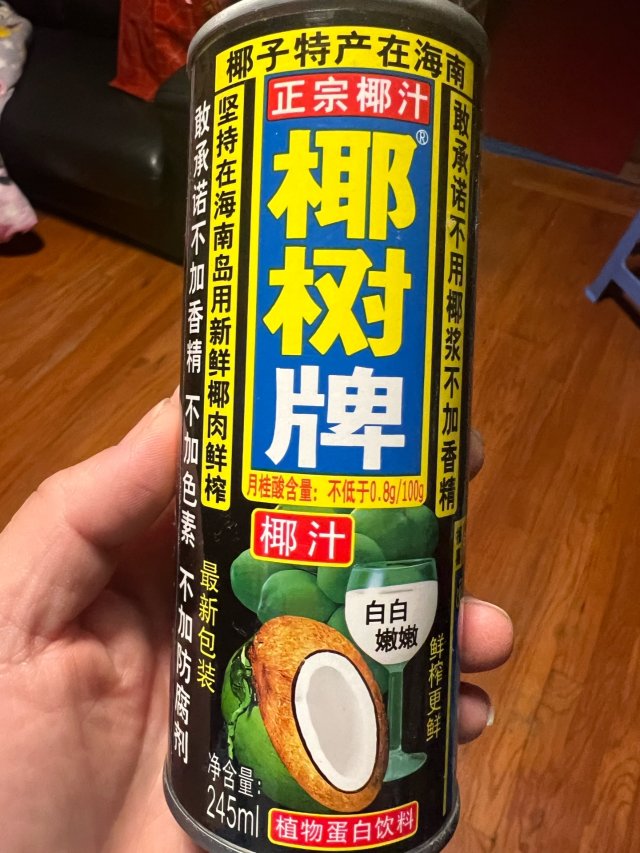 椰子特产在海南
正宗椰汁
椰树牌®
坚持在海南岛用新鲜椰肉鲜榨
敢承诺不加香精 不加色素 不加防腐剂
敢承诺不用椰浆不加香精
月桂酸含量：不低于0.8g/100g
椰汁
白白
嫩嫩
最新包装
鲜榨更鲜
净含量：
245ml
植物蛋白饮料